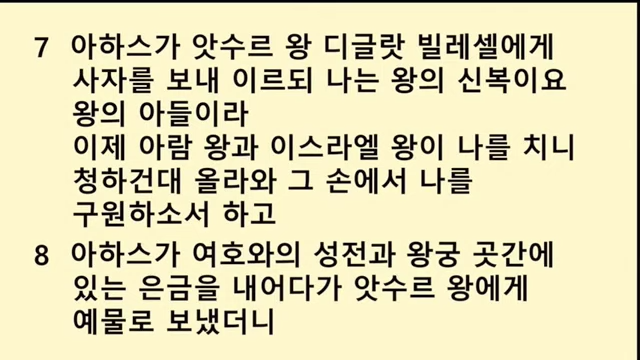 7 아하스가 앗수르 왕 디글랏 빌레셀에게
사자를 보내 이르되 나는 왕의 신복이요
왕의 아들이라
이제 아람 왕과 이스라엘 왕이 나를 치니
청하건대 올라와 그 손에서 나를
구원하소서 하고
8 아하스가 여호와의 성전과 왕궁 곳간에
있는 은금을 내어다가 앗수르 왕에게
예물로 보냈더니